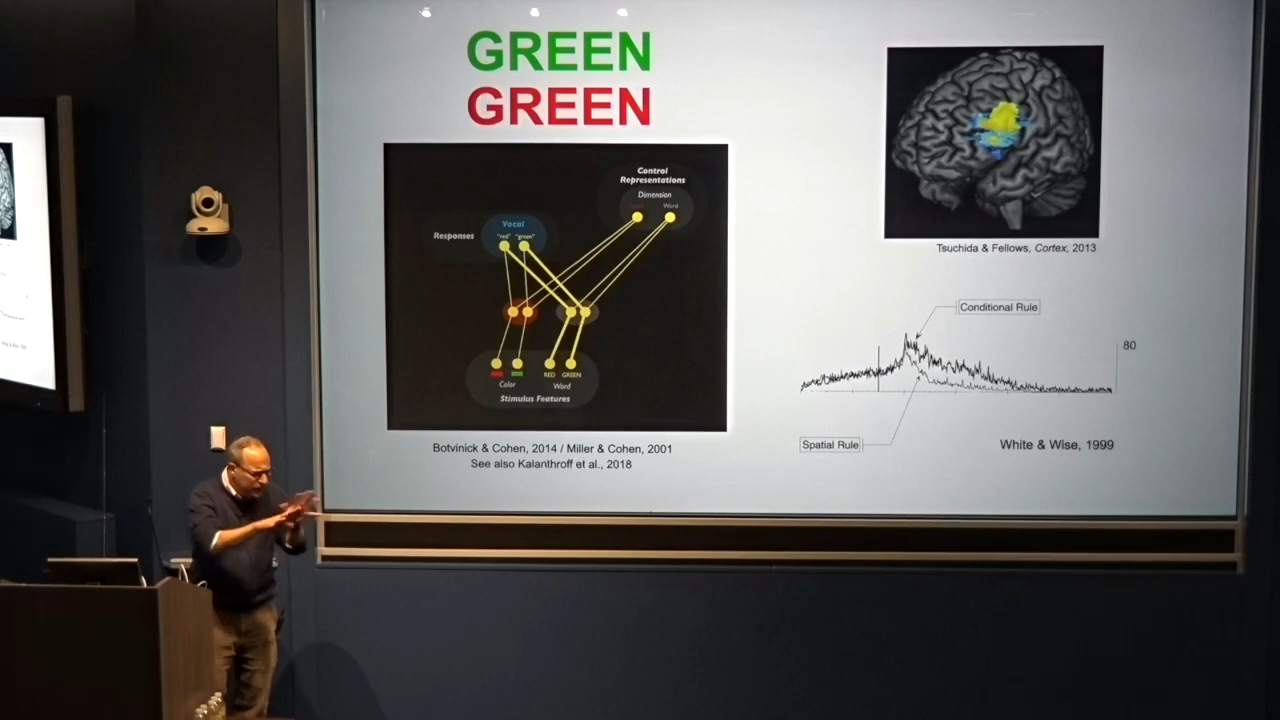 GREEN
GREEN
Control
Representations
Dimension
Word
Vocal
Responses
"red" "green"
RED GREEN
Color
Word
Stimulus Features
Botvinick & Cohen, 2014 / Miller & Cohen, 2001
See also Kalanthroff et al., 2018
Tsuchida & Fellows, Cortex, 2013
Conditional Rule
80
Spatial Rule
White & Wise, 1999